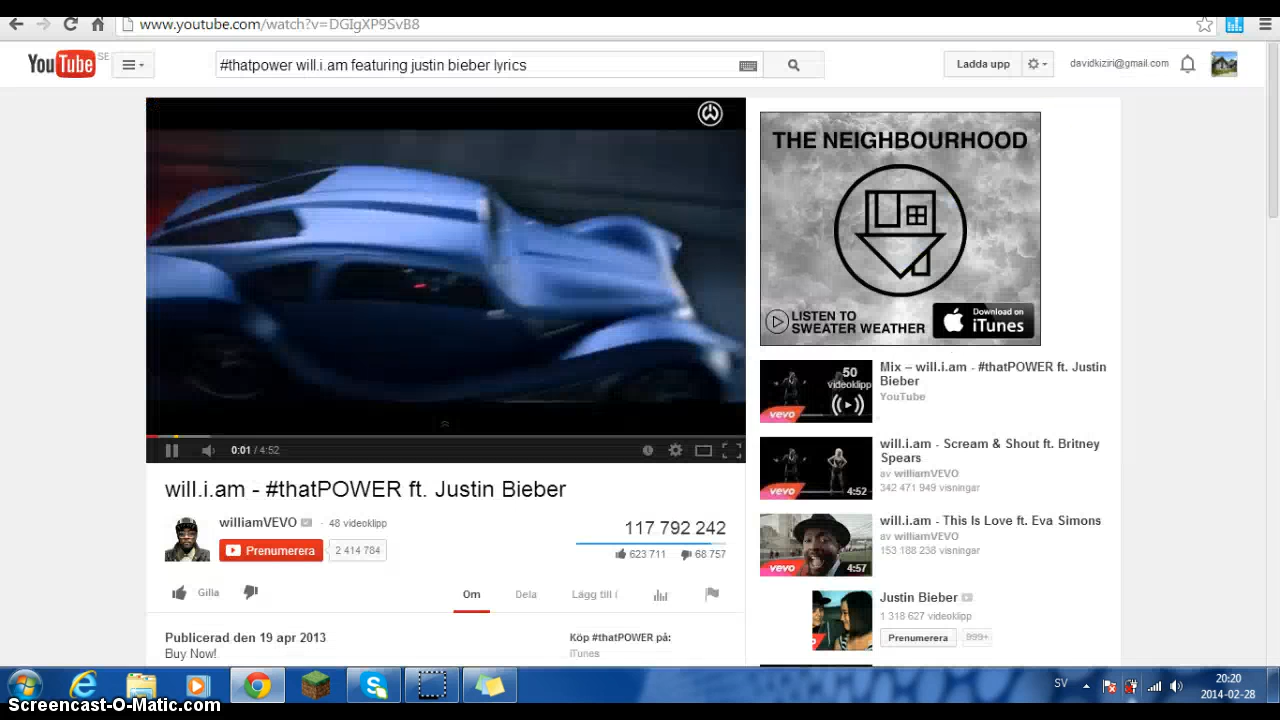 www.youtube.com/watch?v=DGIgXP9SvB8
YouTube SE
#thatpower will.i.am featuring justin bieber lyrics
Ladda upp
davidkiziri@gmail.com
THE NEIGHBOURHOOD
LISTEN TO
SWEATER WEATHER
Download on
iTunes
0:01 / 4:52
will.i.am - #thatPOWER ft. Justin Bieber
williamVEVO · 48 videoklipp
Prenumerera 2 414 784
117 792 242
623 711 68 757
Gilla
Om Dela Lägg till i
Publicerad den 19 apr 2013
Buy Now!
Köp #thatPOWER på:
iTunes
50
videoklipp
vevo
Mix – will.i.am - #thatPOWER ft. Justin
Bieber
YouTube
vevo
4:52
will.i.am - Scream & Shout ft. Britney
Spears
av williamVEVO
342 471 949 visningar
vevo
4:57
will.i.am - This Is Love ft. Eva Simons
av williamVEVO
153 188 238 visningar
Justin Bieber
1 318 627 videoklipp
Prenumerera 999+
SV
20:20
2014-02-28
Screencast-O-Matic.com